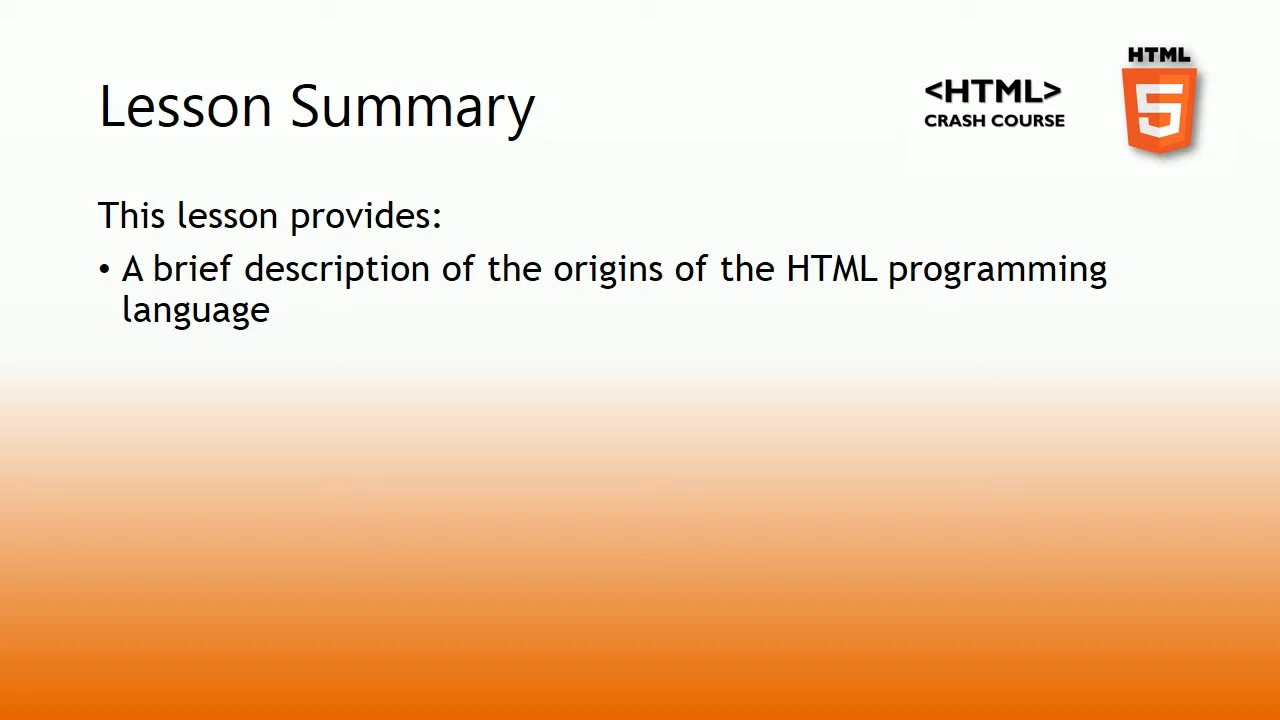 HTML
Lesson Summary
<HTML>
CRASH COURSE
5
This lesson provides:
• A brief description of the origins of the HTML programming
language